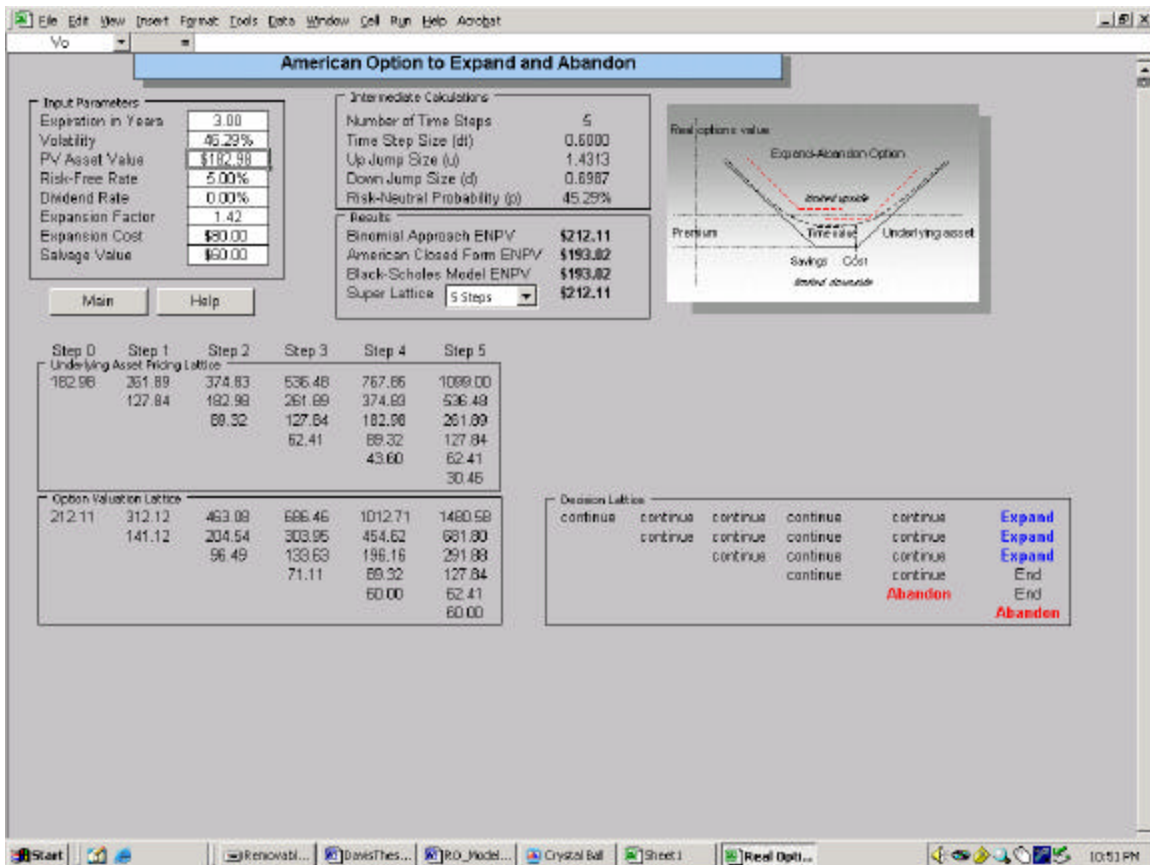 File Edit View Insert Format Tools Data Window Cell Run Help Acrobat
Vo =
American Option to Expand and Abandon
Input Parameters
Expiration in Years 3.00
Volatility 46.29%
PV Asset Value $182.98
Risk-Free Rate 5.00%
Dividend Rate 0.00%
Expansion Factor 1.42
Expansion Cost $80.00
Salvage Value $60.00
Main Help
Intermediate Calculations
Number of Time Steps 5
Time Step Size (dt) 0.6000
Up Jump Size (u) 1.4313
Down Jump Size (d) 0.6987
Risk-Neutral Probability (p) 45.29%
Results
Binomial Approach ENPV $212.11
American Closed Form ENPV $193.02
Black-Scholes Model ENPV $193.02
Super Lattice 5 Steps $212.11
Real options value
Expand-Abandon Option
limited upside
Premium Time value Underlying asset
Savings Cost
limited downside
Step 0 Step 1 Step 2 Step 3 Step 4 Step 5
Underlying Asset Pricing Lattice
182.98 261.89 374.83 536.48 767.86 1099.00
127.84 182.98 261.89 374.83 536.48
89.32 127.84 182.98 261.89
62.41 89.32 127.84
43.60 62.41
30.46
Option Valuation Lattice
212.11 312.12 463.08 686.46 1012.71 1480.58
141.12 204.54 303.95 454.62 681.80
96.49 133.63 196.16 291.88
71.11 89.32 127.84
60.00 62.41
60.00
Decision Lattice
continue continue continue continue continue Expand
continue continue continue continue Expand
continue continue continue Expand
continue continue End
Abandon End
Abandon
Start Removabl... DavisThes... RO_Model... Crystal Ball Sheet1 Real Opti... 10:51 PM